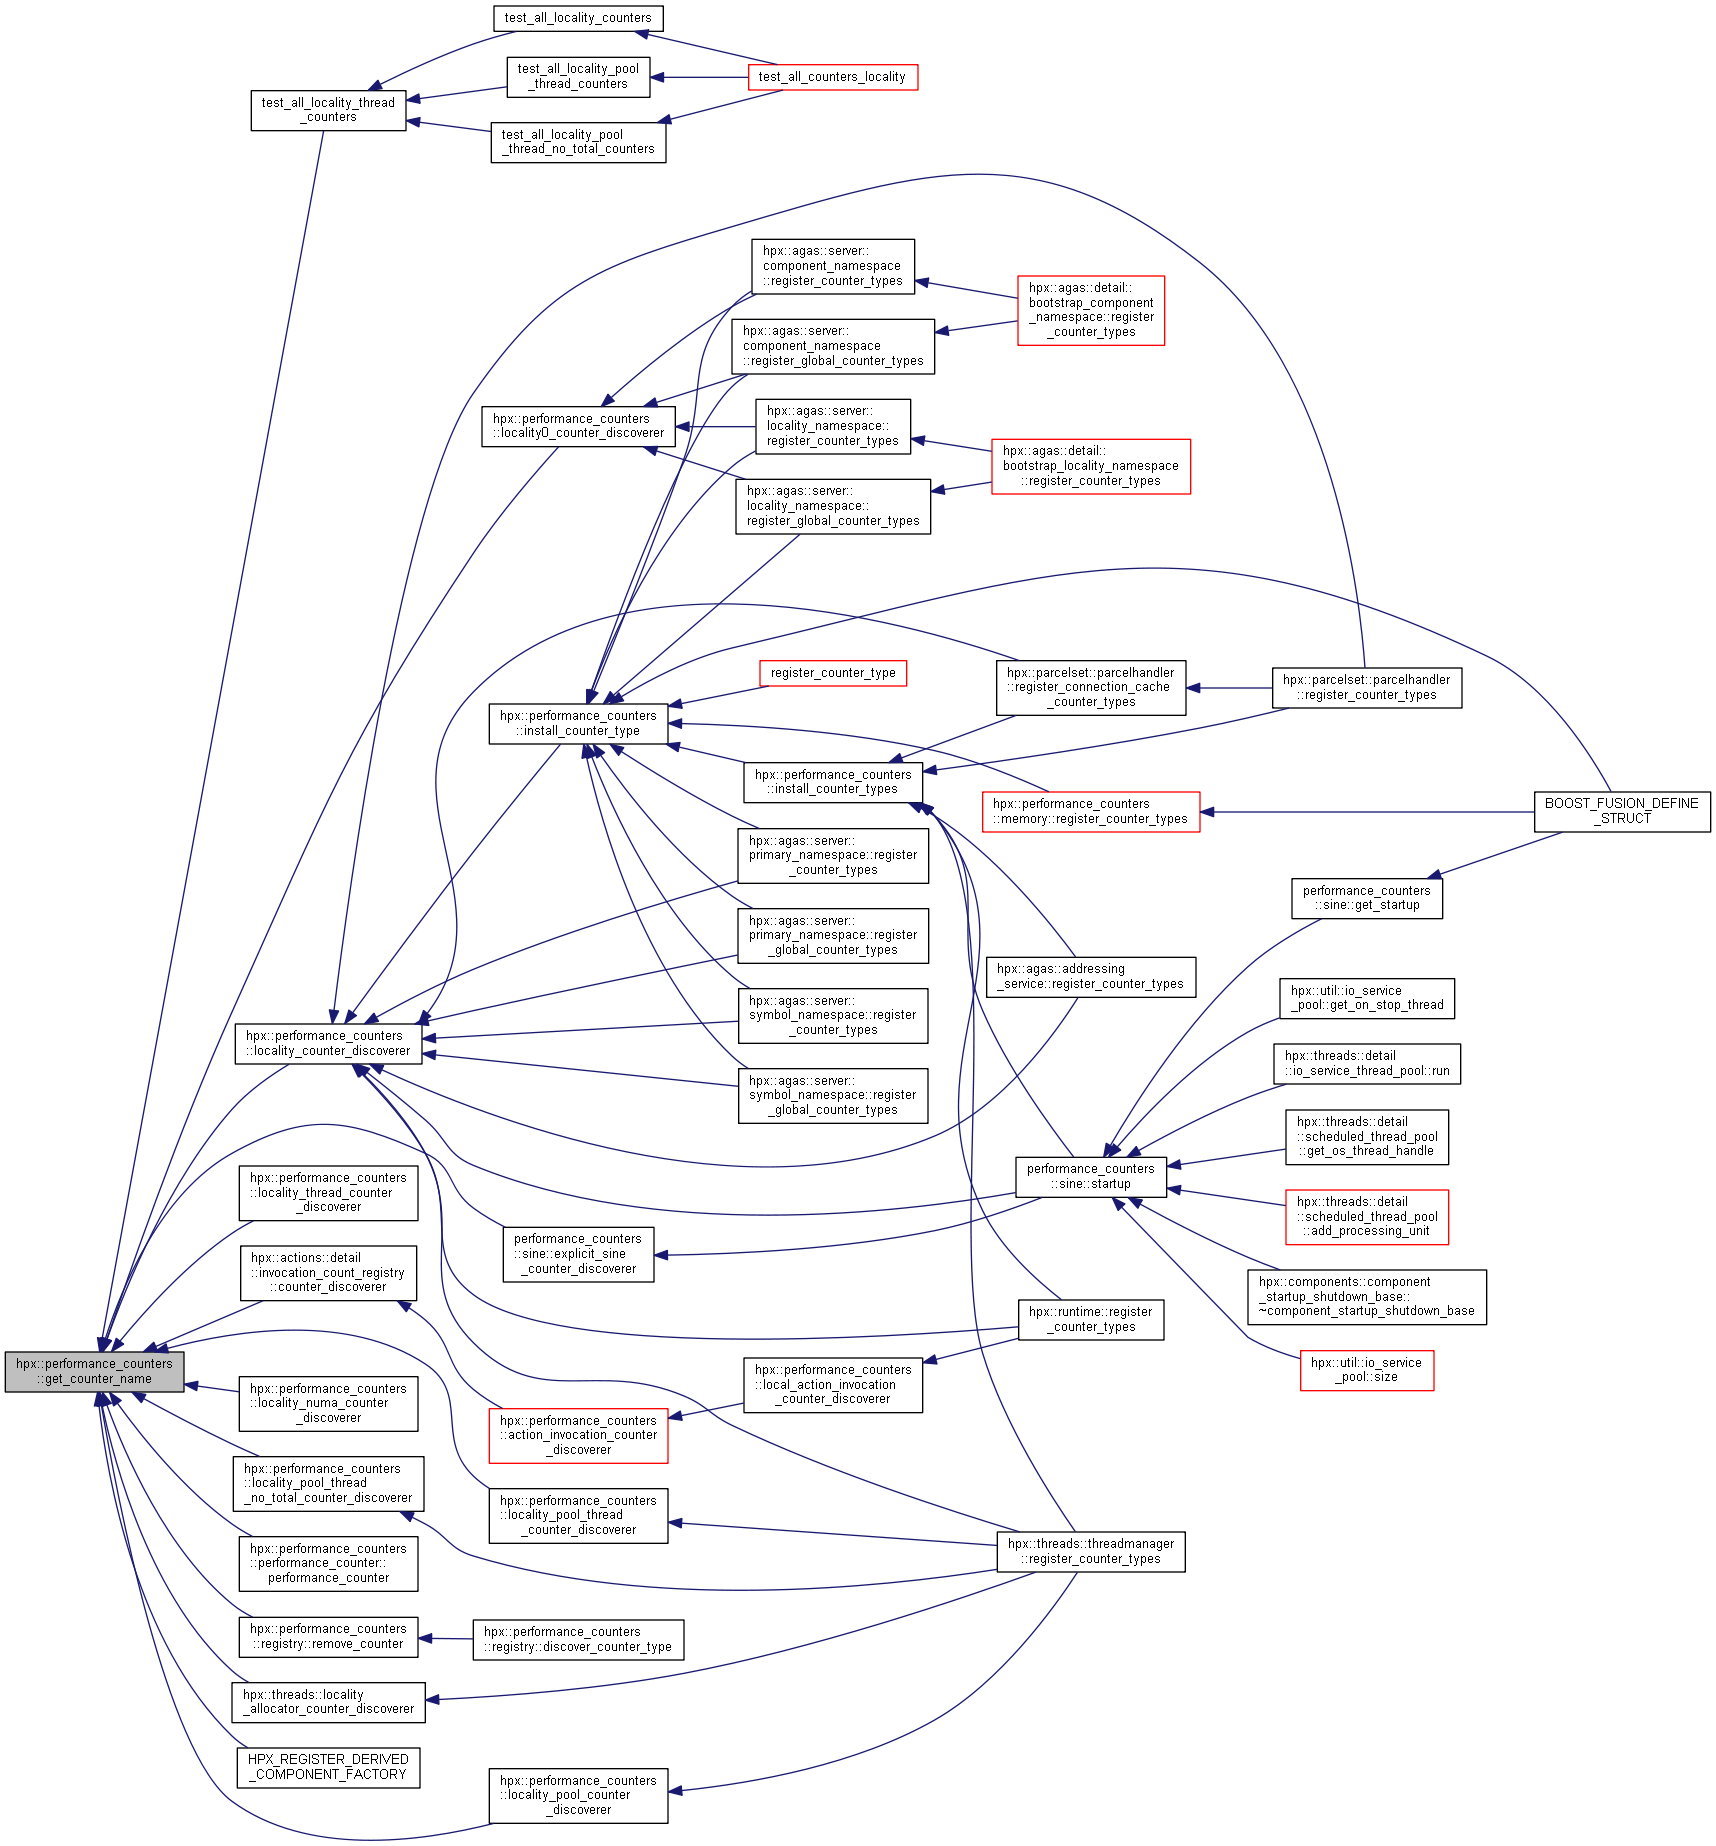 test_all_locality_counters
test_all_locality_pool
_thread_counters
test_all_counters_locality
test_all_locality_thread
_counters
test_all_locality_pool
_thread_no_total_counters
hpx::agas::server::
component_namespace
::register_counter_types
hpx::agas::detail::
bootstrap_component
_namespace::register
_counter_types
hpx::agas::server::
component_namespace
::register_global_counter_types
hpx::performance_counters
::locality0_counter_discoverer
hpx::agas::server::
locality_namespace::
register_counter_types
hpx::agas::detail::
bootstrap_locality_namespace
::register_counter_types
hpx::agas::server::
locality_namespace::
register_global_counter_types
register_counter_type
hpx::parcelset::parcelhandler
::register_connection_cache
_counter_types
hpx::parcelset::parcelhandler
::register_counter_types
hpx::performance_counters
::install_counter_type
hpx::performance_counters
::install_counter_types
hpx::performance_counters
::memory::register_counter_types
BOOST_FUSION_DEFINE
_STRUCT
hpx::agas::server::
primary_namespace::register
_counter_types
performance_counters
::sine::get_startup
hpx::agas::server::
primary_namespace::register
_global_counter_types
hpx::agas::addressing
_service::register_counter_types
hpx::util::io_service
_pool::get_on_stop_thread
hpx::agas::server::
symbol_namespace::register
_counter_types
hpx::performance_counters
::locality_counter_discoverer
hpx::threads::detail
::io_service_thread_pool::run
hpx::agas::server::
symbol_namespace::register
_global_counter_types
hpx::threads::detail
::scheduled_thread_pool
::get_os_thread_handle
performance_counters
::sine::startup
hpx::performance_counters
::locality_thread_counter
_discoverer
hpx::threads::detail
::scheduled_thread_pool
::add_processing_unit
performance_counters
::sine::explicit_sine
_counter_discoverer
hpx::actions::detail
::invocation_count_registry
::counter_discoverer
hpx::components::component
_startup_shutdown_base::
~component_startup_shutdown_base
hpx::runtime::register
_counter_types
hpx::util::io_service
_pool::size
hpx::performance_counters
::get_counter_name
hpx::performance_counters
::local_action_invocation
_counter_discoverer
hpx::performance_counters
::locality_numa_counter
_discoverer
hpx::performance_counters
::action_invocation_counter
_discoverer
hpx::performance_counters
::locality_pool_thread
_no_total_counter_discoverer
hpx::performance_counters
::locality_pool_thread
_counter_discoverer
hpx::performance_counters
::performance_counter::
performance_counter
hpx::threads::threadmanager
::register_counter_types
hpx::performance_counters
::registry::remove_counter
hpx::performance_counters
::registry::discover_counter_type
hpx::threads::locality
_allocator_counter_discoverer
HPX_REGISTER_DERIVED
_COMPONENT_FACTORY
hpx::performance_counters
::locality_pool_counter
_discoverer